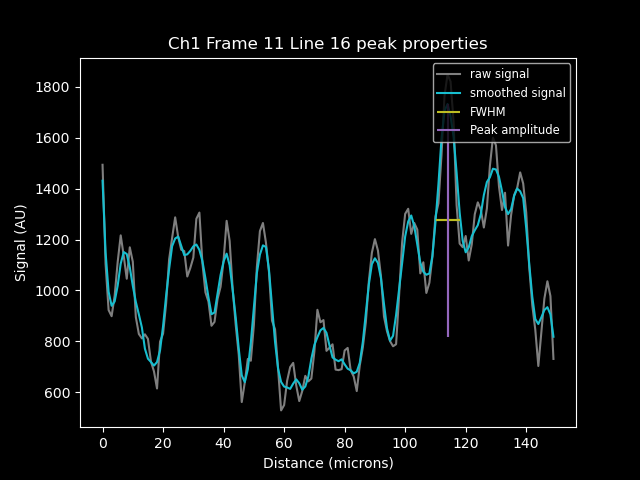 Ch1 Frame 11 Line 16 peak properties
raw signal
smoothed signal
FWHM
Peak amplitude
Signal (AU)
1800
1600
1400
1200
1000
800
600
0 20 40 60 80 100 120 140
Distance (microns)